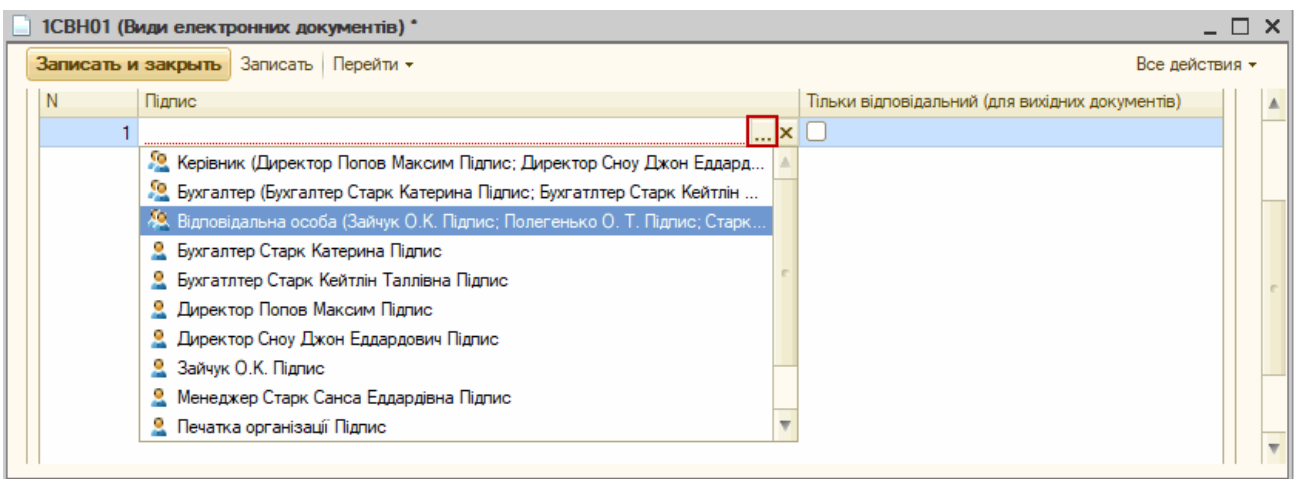 1СВН01 (Види електронних документів) *
Записать и закрыть Записать Перейти Все действия
N Підпис Тільки відповідальний (для вихідних документів)
1 ...
Керівник (Директор Попов Максим Підпис; Директор Сноу Джон Еддард...
Бухгалтер (Бухгалтер Старк Катерина Підпис; Бухгатлтер Старк Кейтлін ...
Відповідальна особа (Зайчук О.К. Підпис; Полегенько О. Т. Підпис; Старк...
Бухгалтер Старк Катерина Підпис
Бухгатлтер Старк Кейтлін Таллівна Підпис
Директор Попов Максим Підпис
Директор Сноу Джон Еддардович Підпис
Зайчук О.К. Підпис
Менеджер Старк Санса Еддардівна Підпис
Печатка організації Підпис